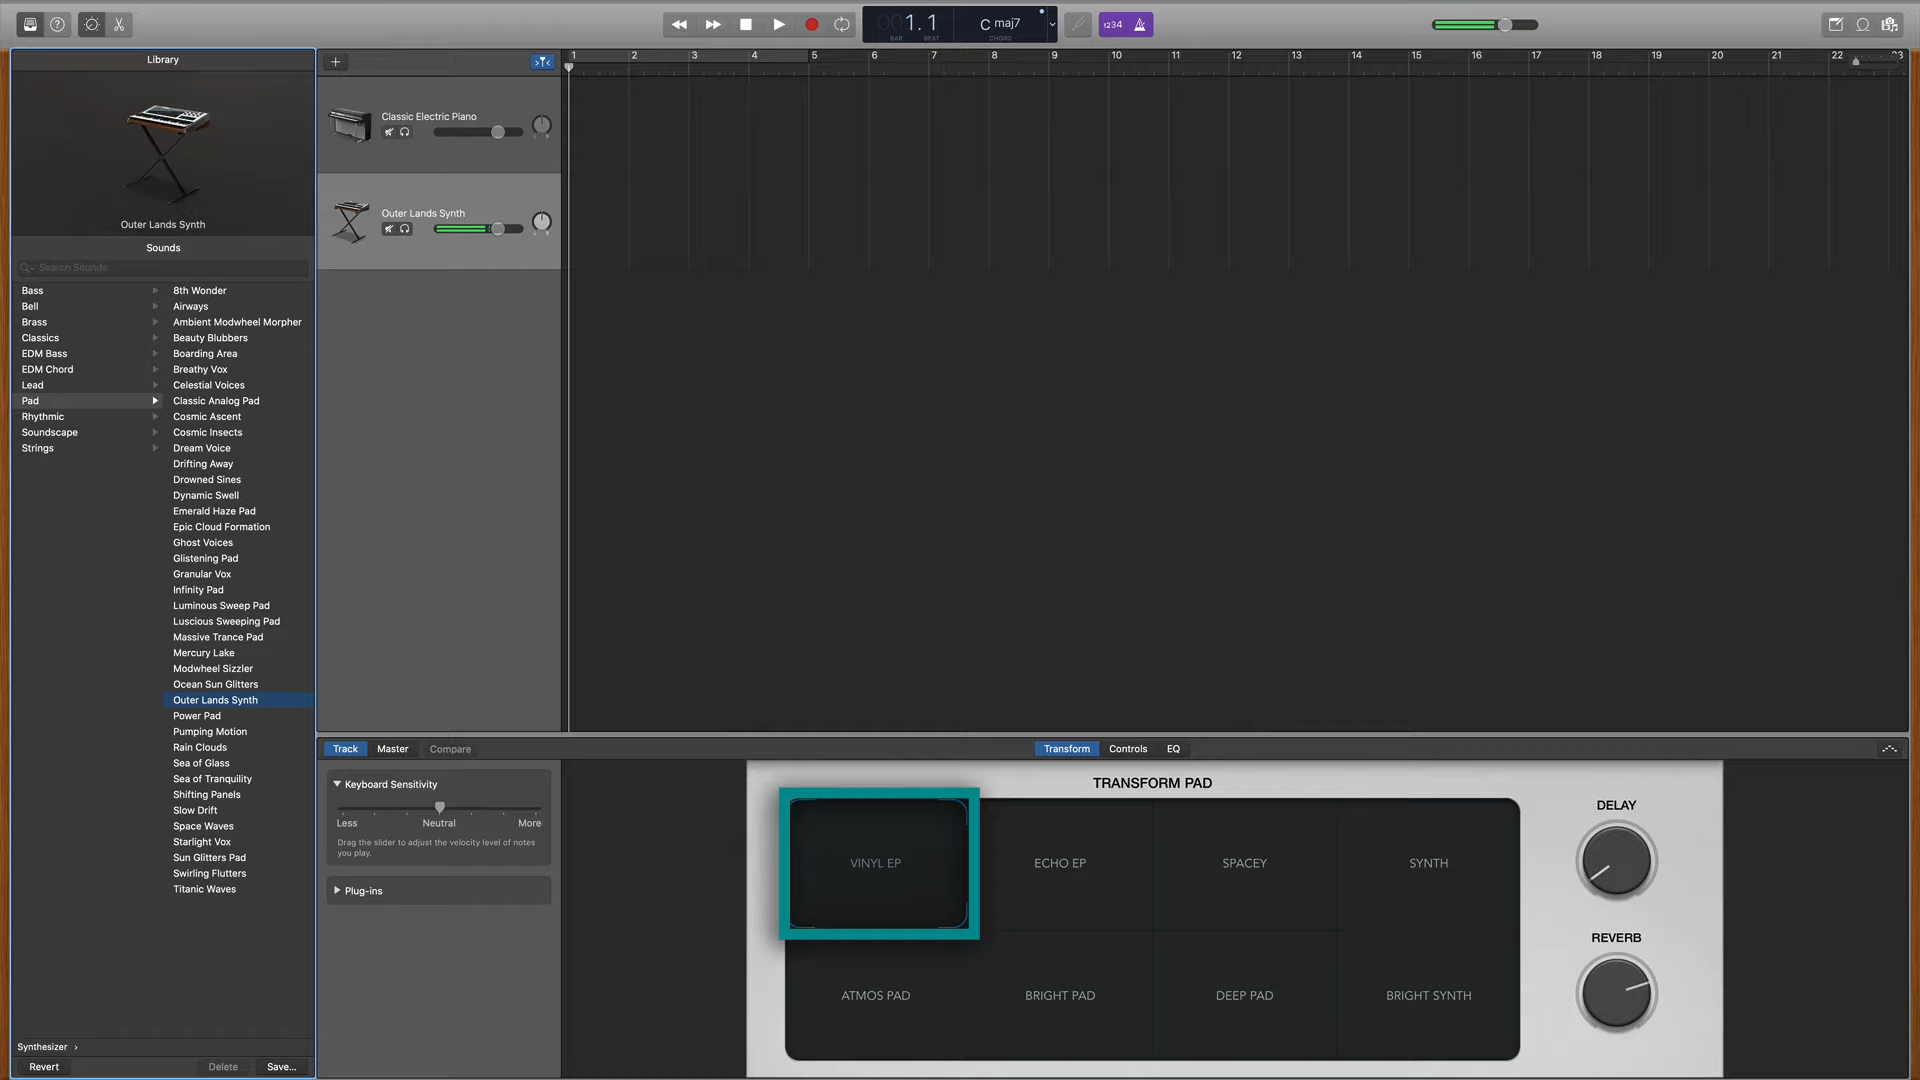 1.1
BAR BEAT
C maj7
CHORD
1234
Library
Outer Lands Synth
Sounds
Search Sounds
Bass
Bell
Brass
Classics
EDM Bass
EDM Chord
Lead
Pad
Rhythmic
Soundscape
Strings
8th Wonder
Airways
Ambient Modwheel Morpher
Beauty Blubbers
Boarding Area
Breathy Vox
Celestial Voices
Classic Analog Pad
Cosmic Ascent
Cosmic Insects
Dream Voice
Drifting Away
Drowned Sines
Dynamic Swell
Emerald Haze Pad
Epic Cloud Formation
Ghost Voices
Glistening Pad
Granular Vox
Infinity Pad
Luminous Sweep Pad
Luscious Sweeping Pad
Massive Trance Pad
Mercury Lake
Modwheel Sizzler
Ocean Sun Glitters
Outer Lands Synth
Power Pad
Pumping Motion
Rain Clouds
Sea of Glass
Sea of Tranquility
Shifting Panels
Slow Drift
Space Waves
Starlight Vox
Sun Glitters Pad
Swirling Flutters
Titanic Waves
Synthesizer ›
Revert Delete Save...
1 2 3 4 5 6 7 8 9 10 11 12 13 14 15 16 17 18 19 20 21 22 23
Classic Electric Piano
L R
Outer Lands Synth
L R
Track Master Compare
Transform Controls EQ
Keyboard Sensitivity
Less Neutral More
Drag the slider to adjust the velocity level of notes
you play.
Plug-ins
TRANSFORM PAD
VINYL EP ECHO EP SPACEY SYNTH
ATMOS PAD BRIGHT PAD DEEP PAD BRIGHT SYNTH
DELAY
REVERB